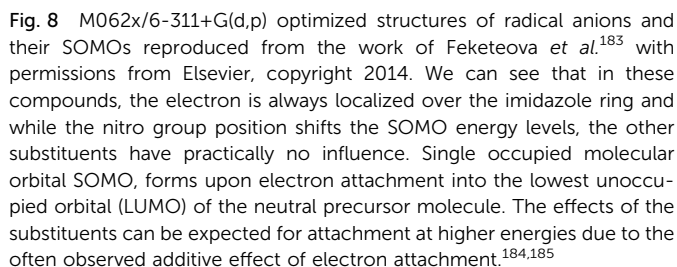 Fig. 8 M062x/6-311+G(d,p) optimized structures of radical anions and
their SOMOs reproduced from the work of Feketeova et al.183 with
permissions from Elsevier, copyright 2014. We can see that in these
compounds, the electron is always localized over the imidazole ring and
while the nitro group position shifts the SOMO energy levels, the other
substituents have practically no influence. Single occupied molecular
orbital SOMO, forms upon electron attachment into the lowest unoccu-
pied orbital (LUMO) of the neutral precursor molecule. The effects of the
substituents can be expected for attachment at higher energies due to the
often observed additive effect of electron attachment.184,185